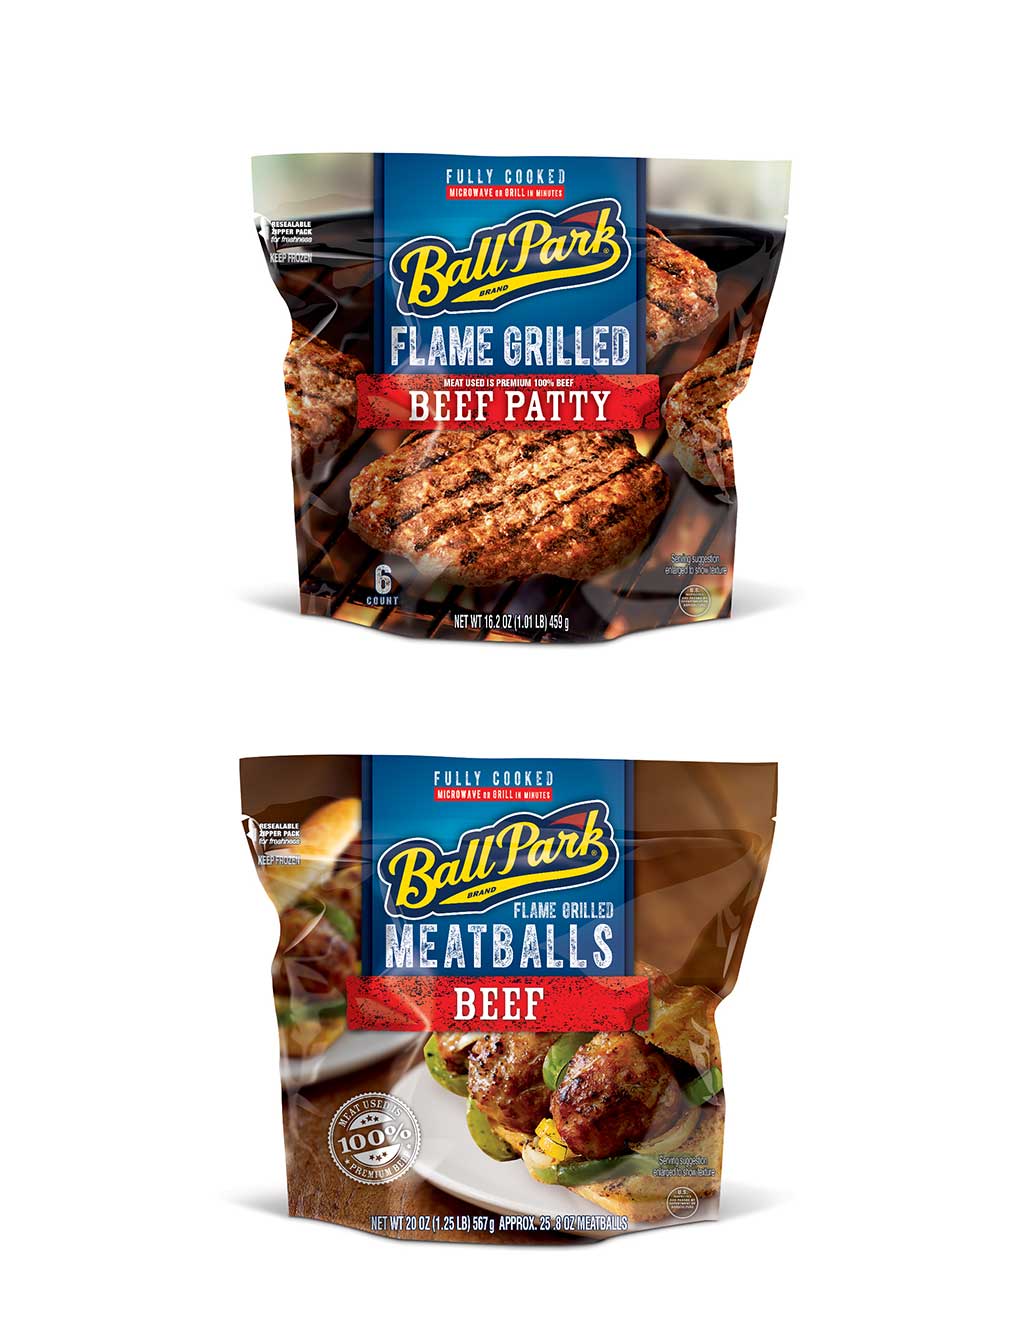 FULLY COOKED
MICROWAVE OR GRILL IN MINUTES
RESEALABLE
ZIPPER PACK
for freshness
KEEP FROZEN
Ball Park®
BRAND
FLAME GRILLED
MEAT USED IS PREMIUM 100% BEEF
BEEF PATTY
Serving suggestion
enlarged to show texture
6
COUNT
U.S.
NET WT 16.2 OZ (1.01 LB) 459 g
FULLY COOKED
MICROWAVE OR GRILL IN MINUTES
RESEALABLE
ZIPPER PACK
for freshness
KEEP FROZEN
Ball Park®
BRAND
FLAME GRILLED
MEATBALLS
BEEF
MEAT USED IS
100%
PREMIUM BEEF
Serving suggestion
enlarged to show texture
U.S.
NET WT 20 OZ (1.25 LB) 567 g APPROX. 25 .8 OZ MEATBALLS